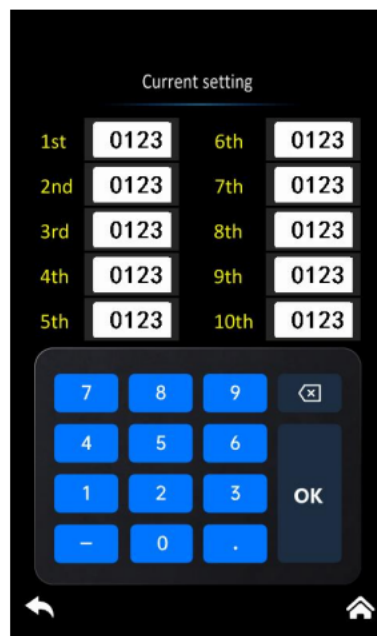 Current setting
1st 0123 6th 0123
2nd 0123 7th 0123
3rd 0123 8th 0123
4th 0123 9th 0123
5th 0123 10th 0123
7 8 9
4 5 6
1 2 3 OK
- 0 .